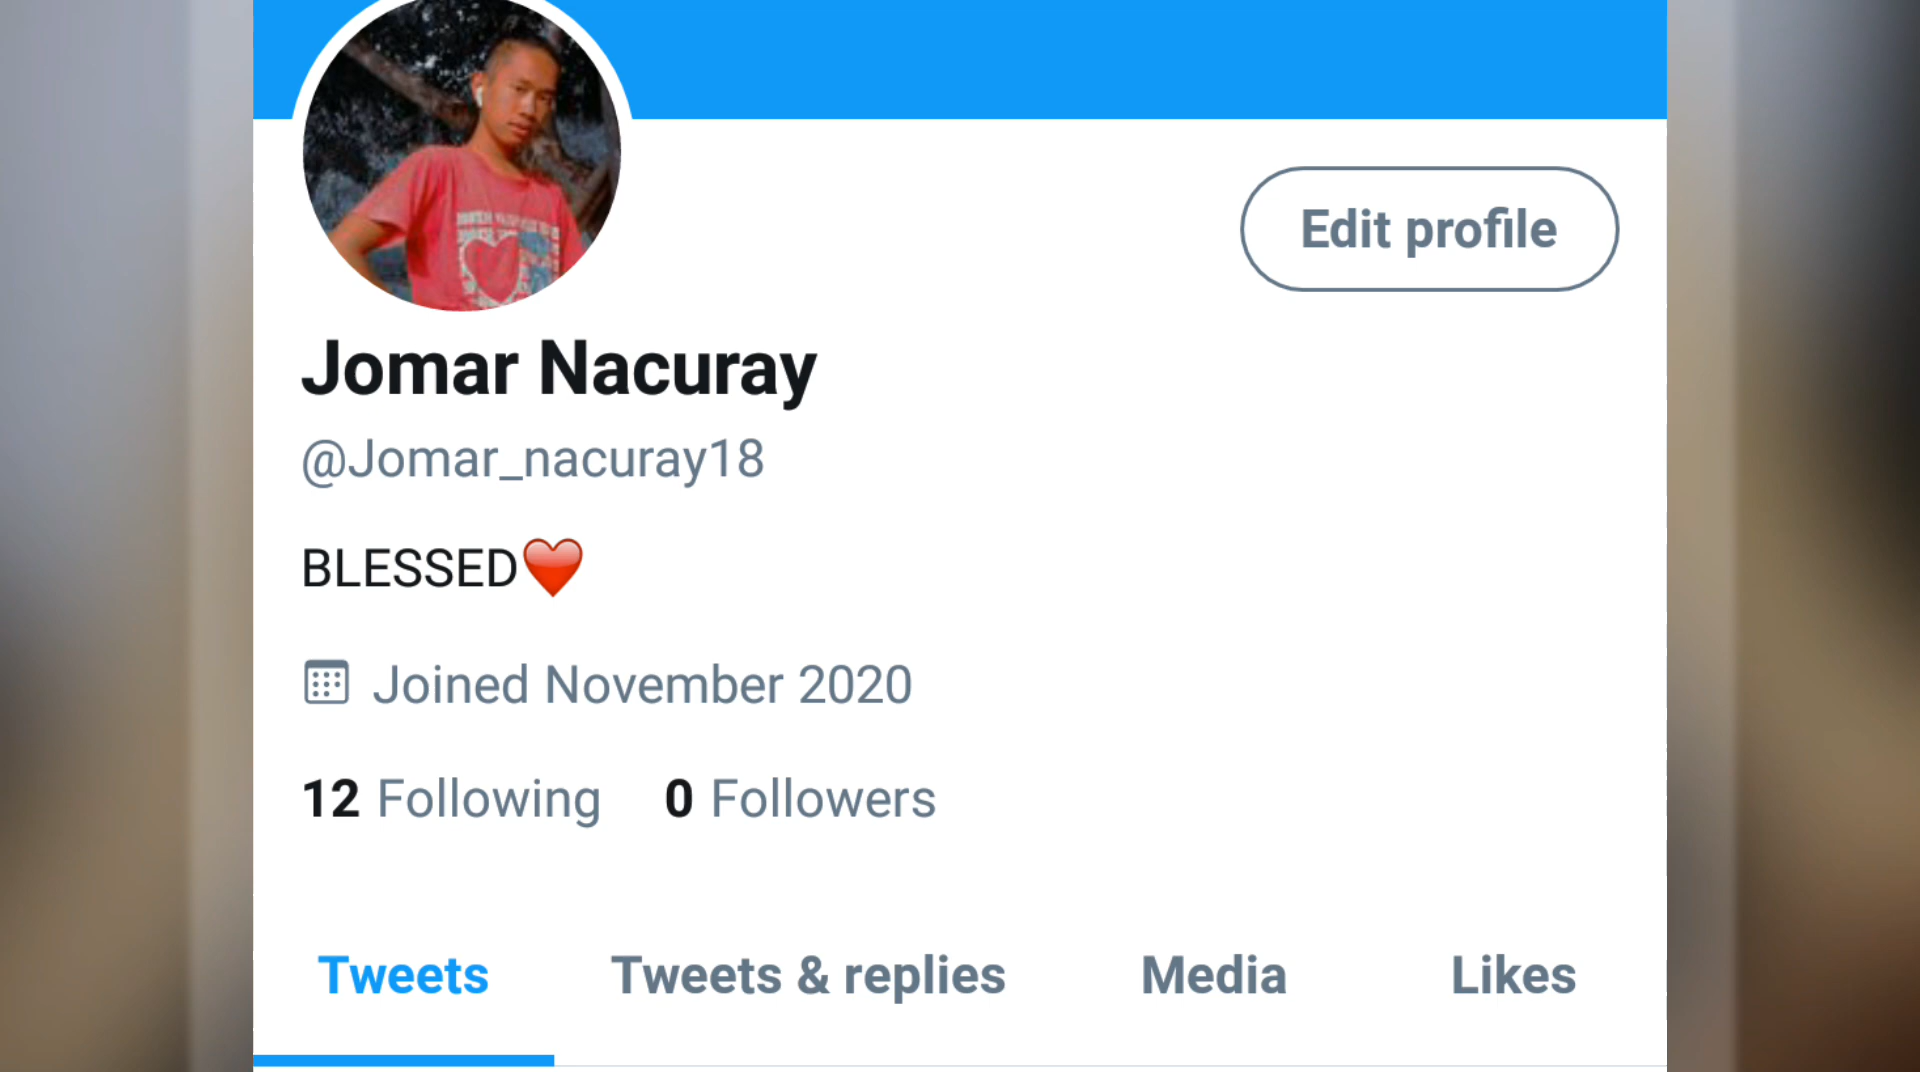 Edit profile
Jomar Nacuray
@Jomar_nacuray18
BLESSED❤️
Joined November 2020
12 Following 0 Followers
Tweets Tweets & replies Media Likes